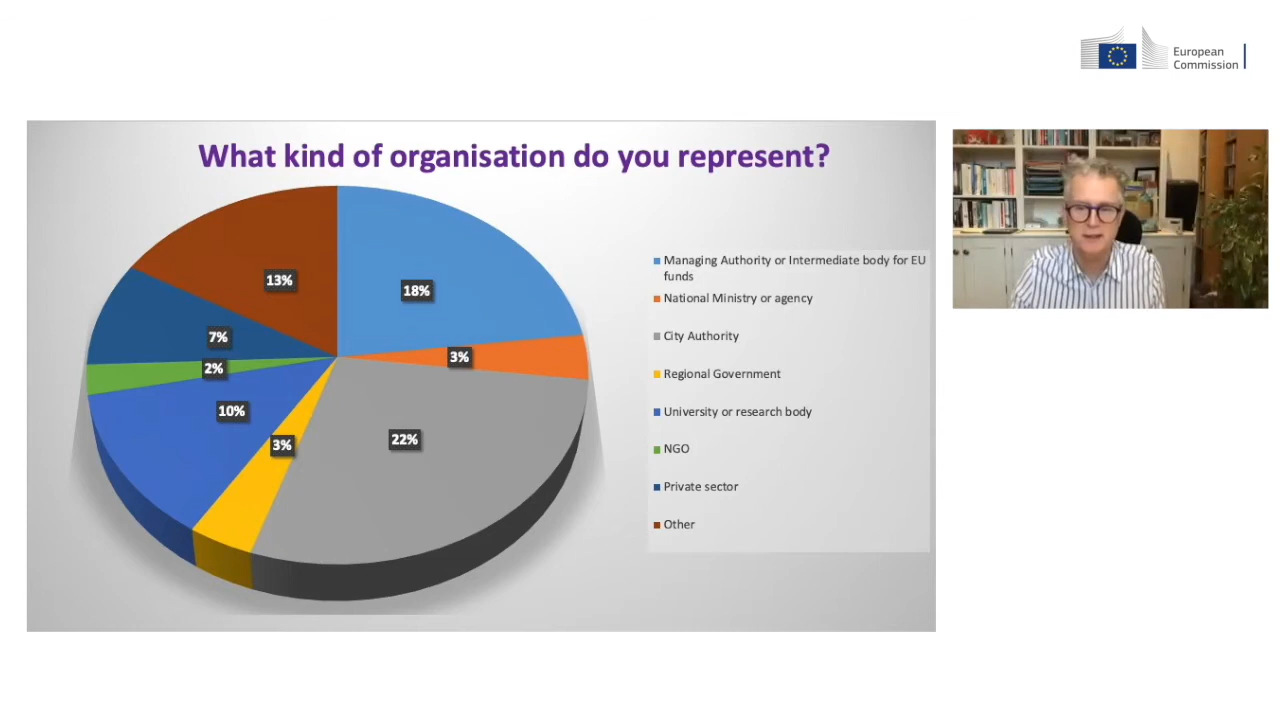 European
Commission
What kind of organisation do you represent?
13%
18%
7%
3%
2%
10%
3%
22%
Managing Authority or Intermediate body for EU
funds
National Ministry or agency
City Authority
Regional Government
University or research body
NGO
Private sector
Other